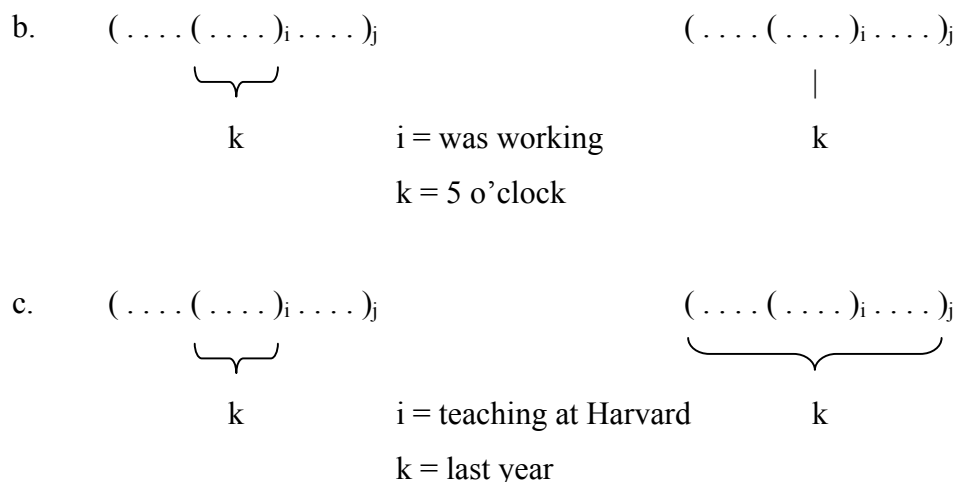 b. ( . . . . ( . . . . )i . . . . )j ( . . . . ( . . . . )i . . . . )j
|
k i = was working k
k = 5 o’clock
c. ( . . . . ( . . . . )i . . . . )j ( . . . . ( . . . . )i . . . . )j
k i = teaching at Harvard k
k = last year